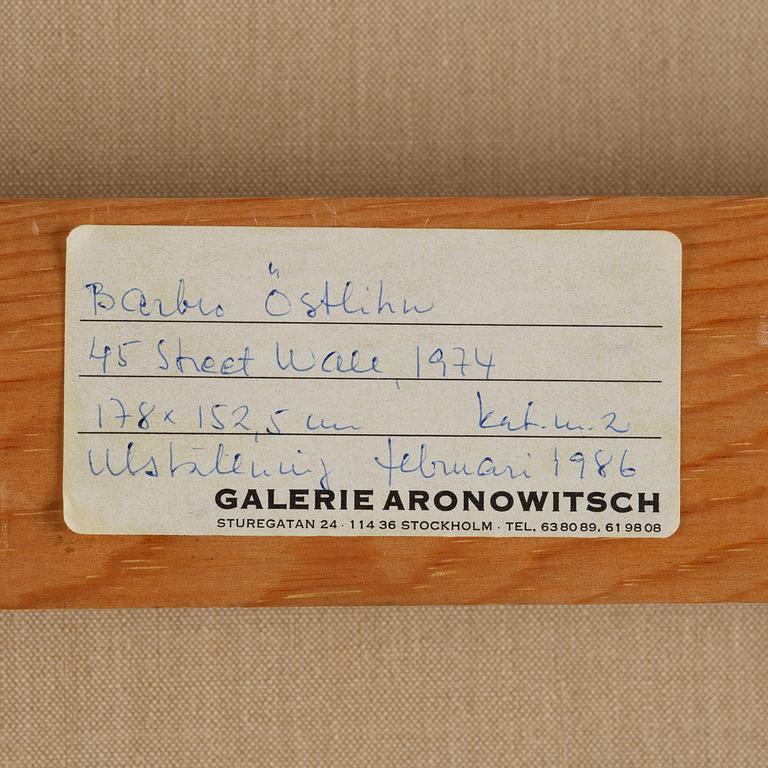 Barbro Östlihn
45 Street Wall, 1974
178 x 152,5 cm kat. nr. 2
Utställning februari 1986
GALERIE ARONOWITSCH
STUREGATAN 24 · 114 36 STOCKHOLM · TEL. 63 80 89, 61 98 08